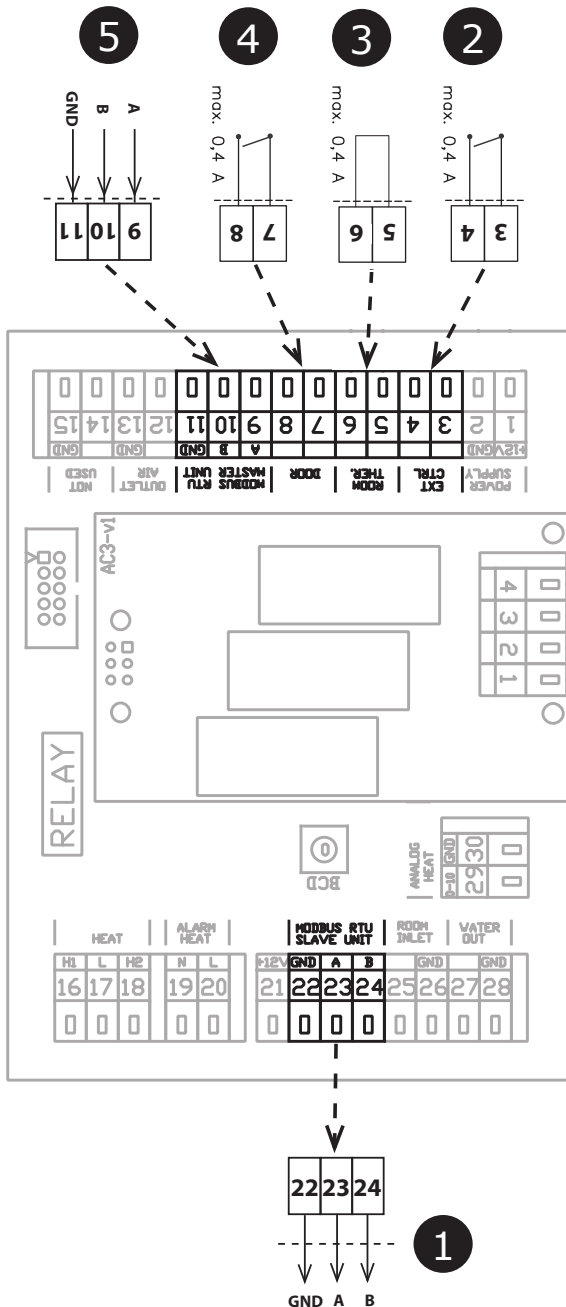 5 4 3 2
GND B A
max. 0,4 A
max. 0,4 A
max. 0,4 A
11 10 9
8 7
6 5
4 3
15 14 13 12 11 10 9 8 7 6 5 4 3 2 1
GND GND GND B A GND +12V
NOT USED
OUTLET AIR
MODBUS RTU MASTER UNIT
DOOR
ROOM THER.
EXT CTRL
POWER SUPPLY
AC3-v1
4
3
2
1
RELAY
0
BCD
ANALOG HEAT
0-10 GND
29 30
HEAT
ALARM HEAT
MODBUS RTU
SLAVE UNIT
ROOM INLET
WATER OUT
H1 L H2 N L +12V GND A B GND GND
16 17 18 19 20 21 22 23 24 25 26 27 28
22 23 24
1
GND A B